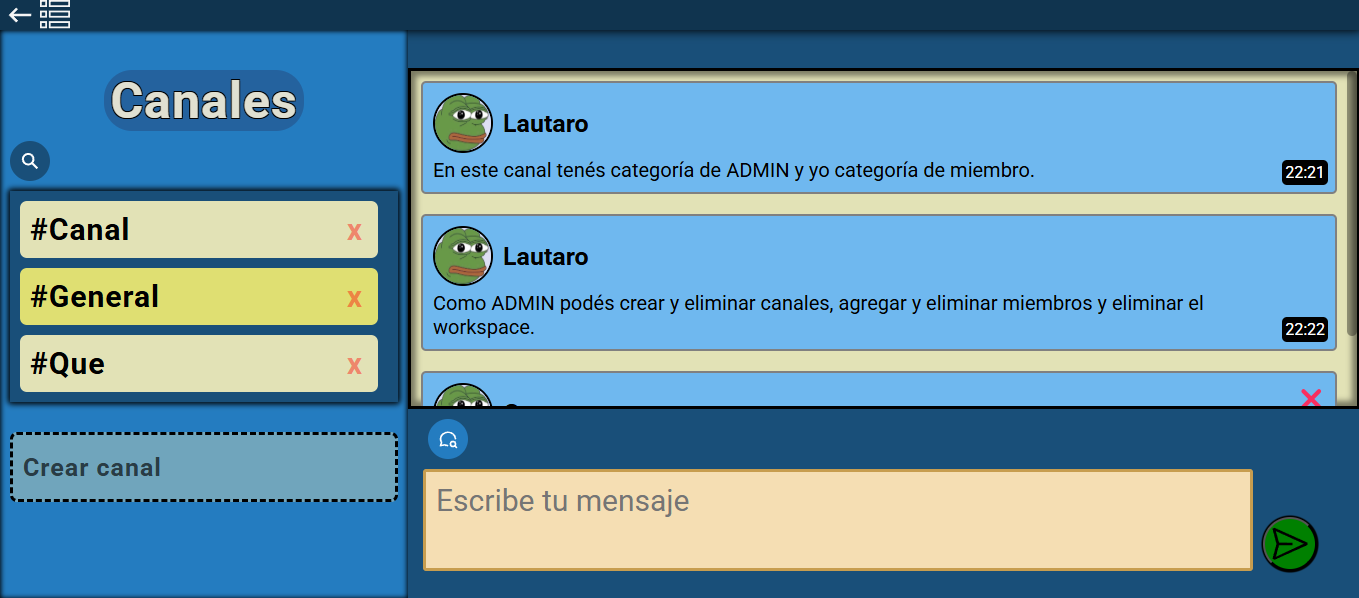 Canales
#Canal
x
#General
x
#Que
x
Crear canal
Lautaro
En este canal tenés categoría de ADMIN y yo categoría de miembro.
22:21
Lautaro
Como ADMIN podés crear y eliminar canales, agregar y eliminar miembros y eliminar el
workspace.
22:22
Escribe tu mensaje